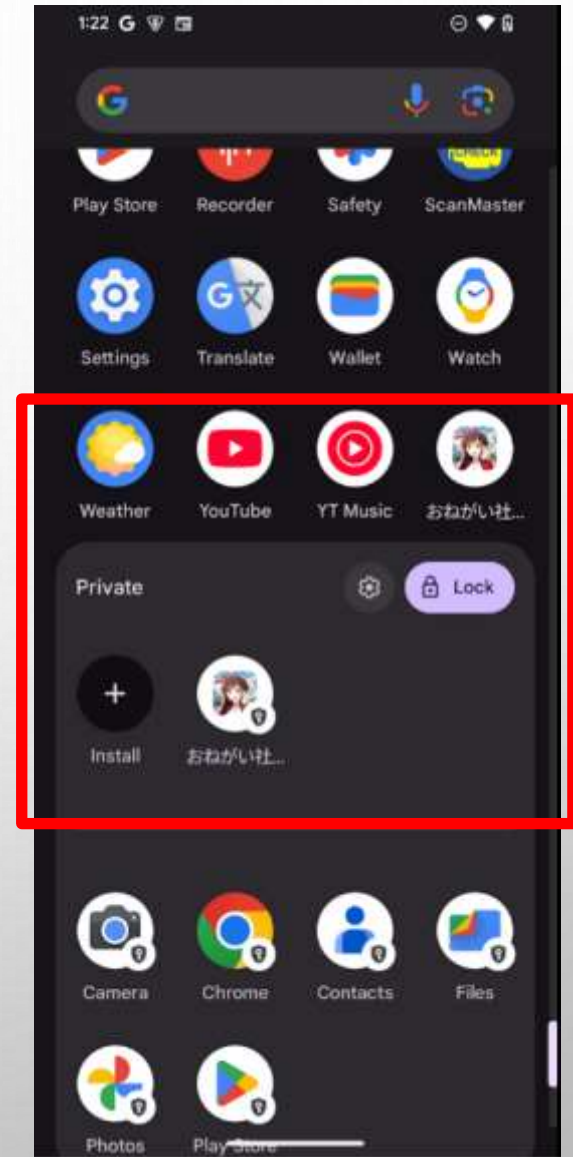 1:22
Play Store Recorder Safety ScanMaster
Settings Translate Wallet Watch
Weather YouTube YT Music おねがい社...
Private Lock
Install おねがい社...
Camera Chrome Contacts Files
Photos Play Store